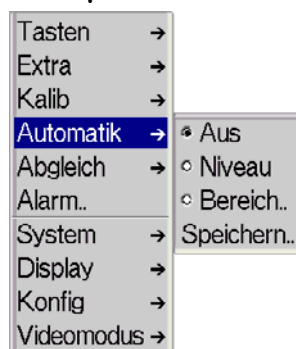 Tasten →
Extra →
Kalib →
Automatik →
Abgleich →
Alarm..
System →
Display →
Konfig →
Videomodus →
Aus
Niveau
Bereich..
Speichern..